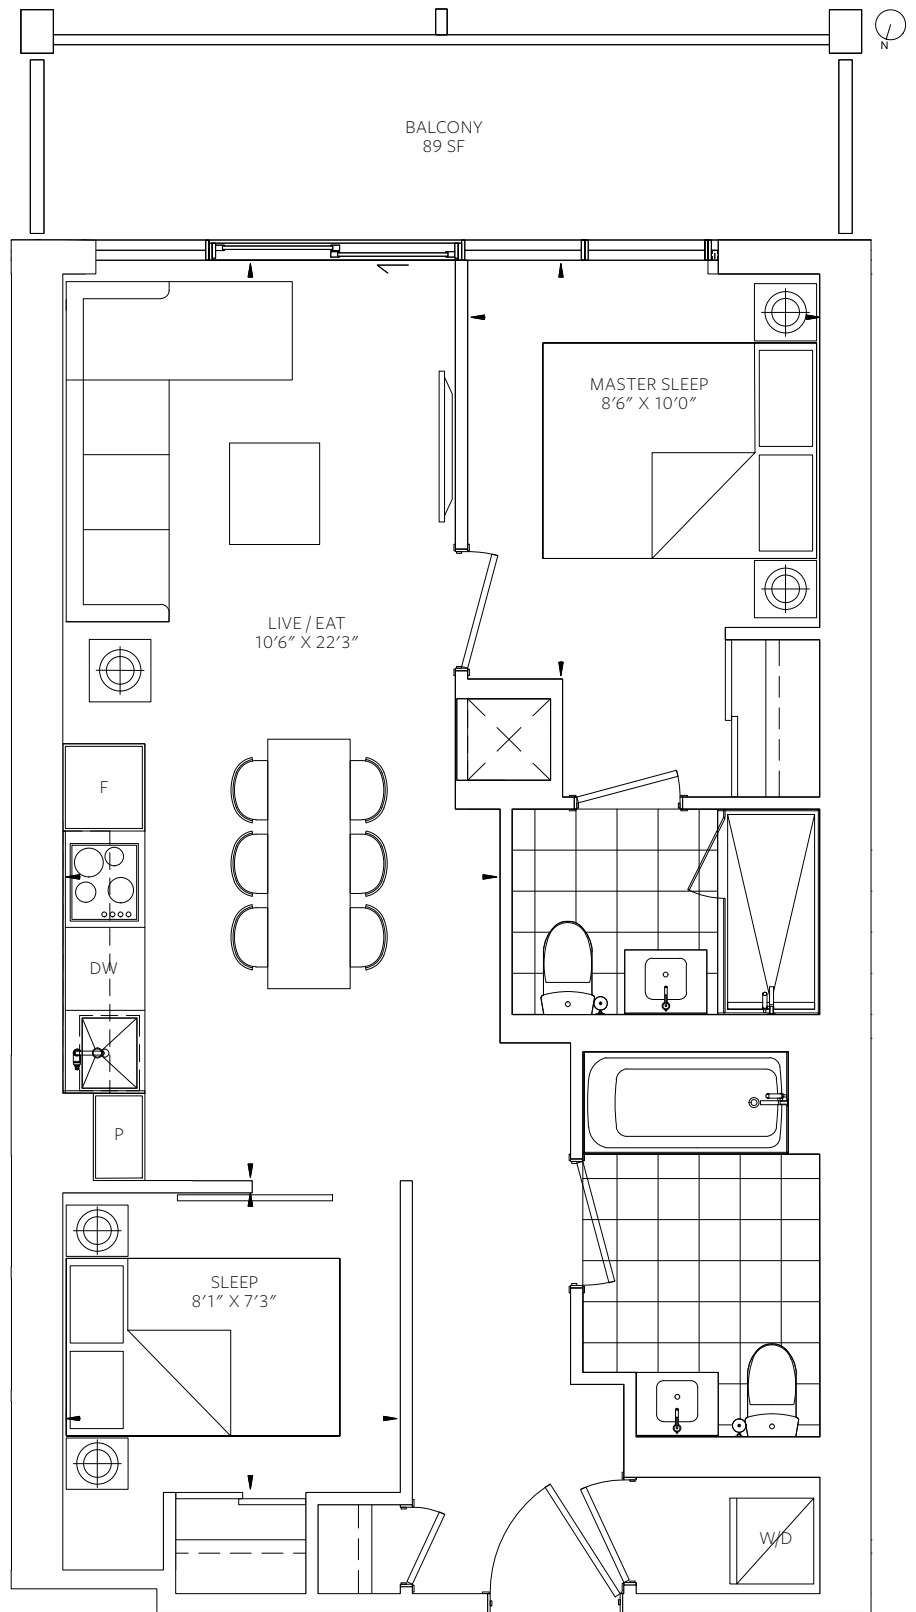 N
BALCONY
89 SF
MASTER SLEEP
8′6″ X 10′0″
LIVE / EAT
10′6″ X 22′3″
F
DW
P
SLEEP
8′1″ X 7′3″
W/D